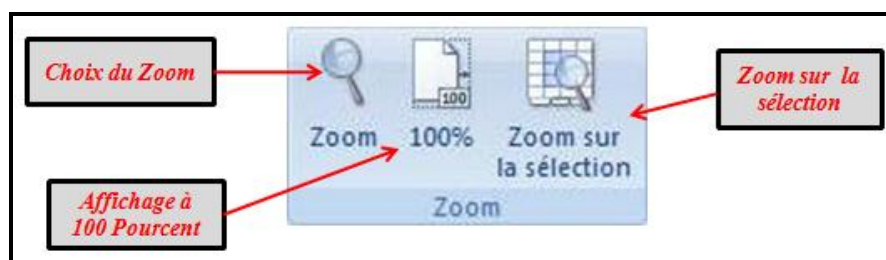 Choix du Zoom
Zoom sur la
sélection
100
Zoom
100%
Zoom sur
la sélection
Affichage à
100 Pourcent
Zoom